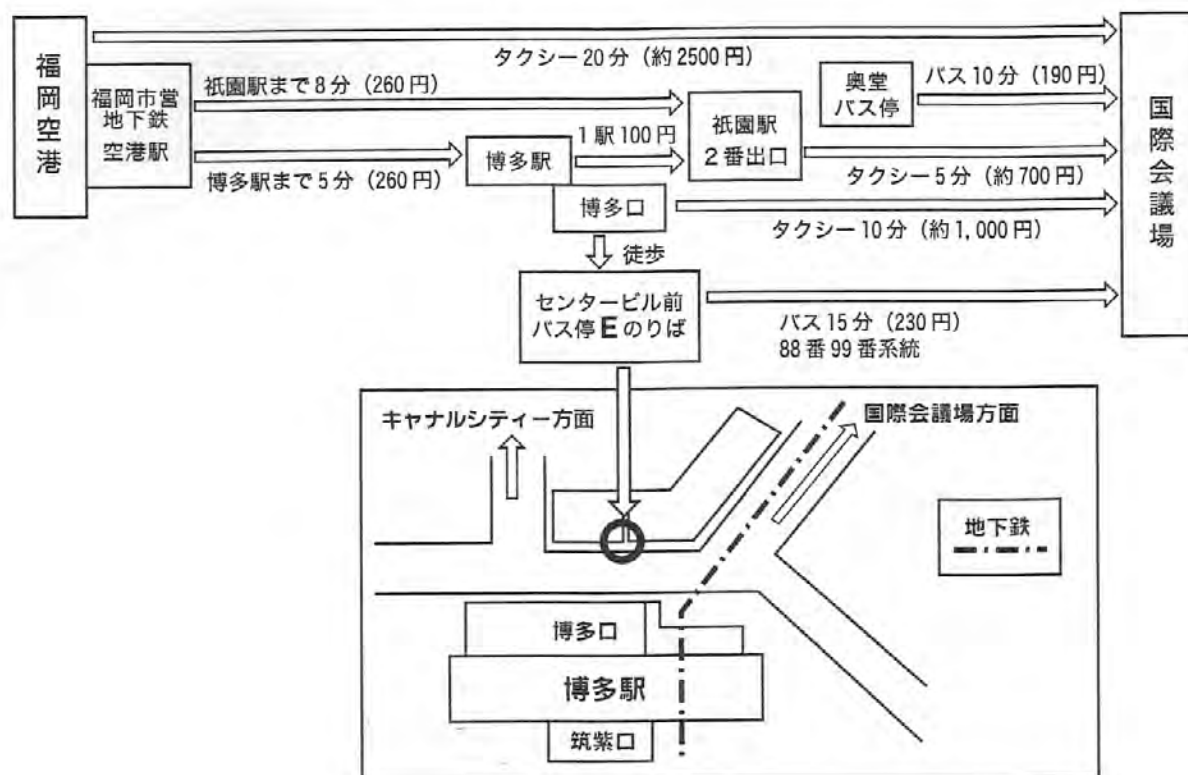 福岡空港
タクシー20分（約2500円）
国際会議場
福岡市営
地下鉄
空港駅
祇園駅まで8分（260円）
博多駅まで5分（260円）
博多駅
1駅100円
祇園駅
2番出口
奥堂
バス停
バス10分（190円）
タクシー5分（約700円）
博多口
タクシー10分（約1,000円）
徒歩
センタービル前
バス停Eのりば
バス15分（230円）
88番99番系統
キャナルシティー方面
国際会議場方面
地下鉄
博多口
博多駅
筑紫口